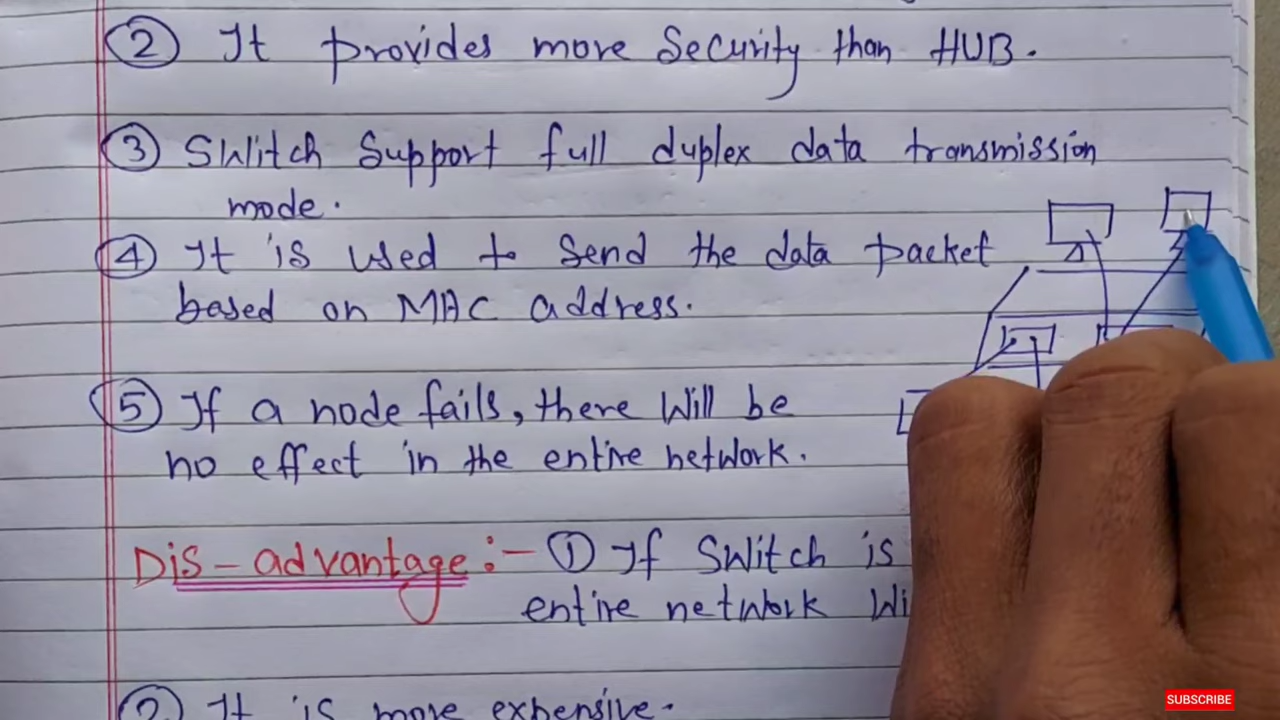 ② It provides more Security than HUB.
③ Switch Support full duplex data transmission
mode.
④ It is used to Send the data packet
based on MAC address.
⑤ If a node fails, there will be
no effect in the entire network.
Dis-advantage :- ① If Switch is
entire network
② It is more expensive.
SUBSCRIBE